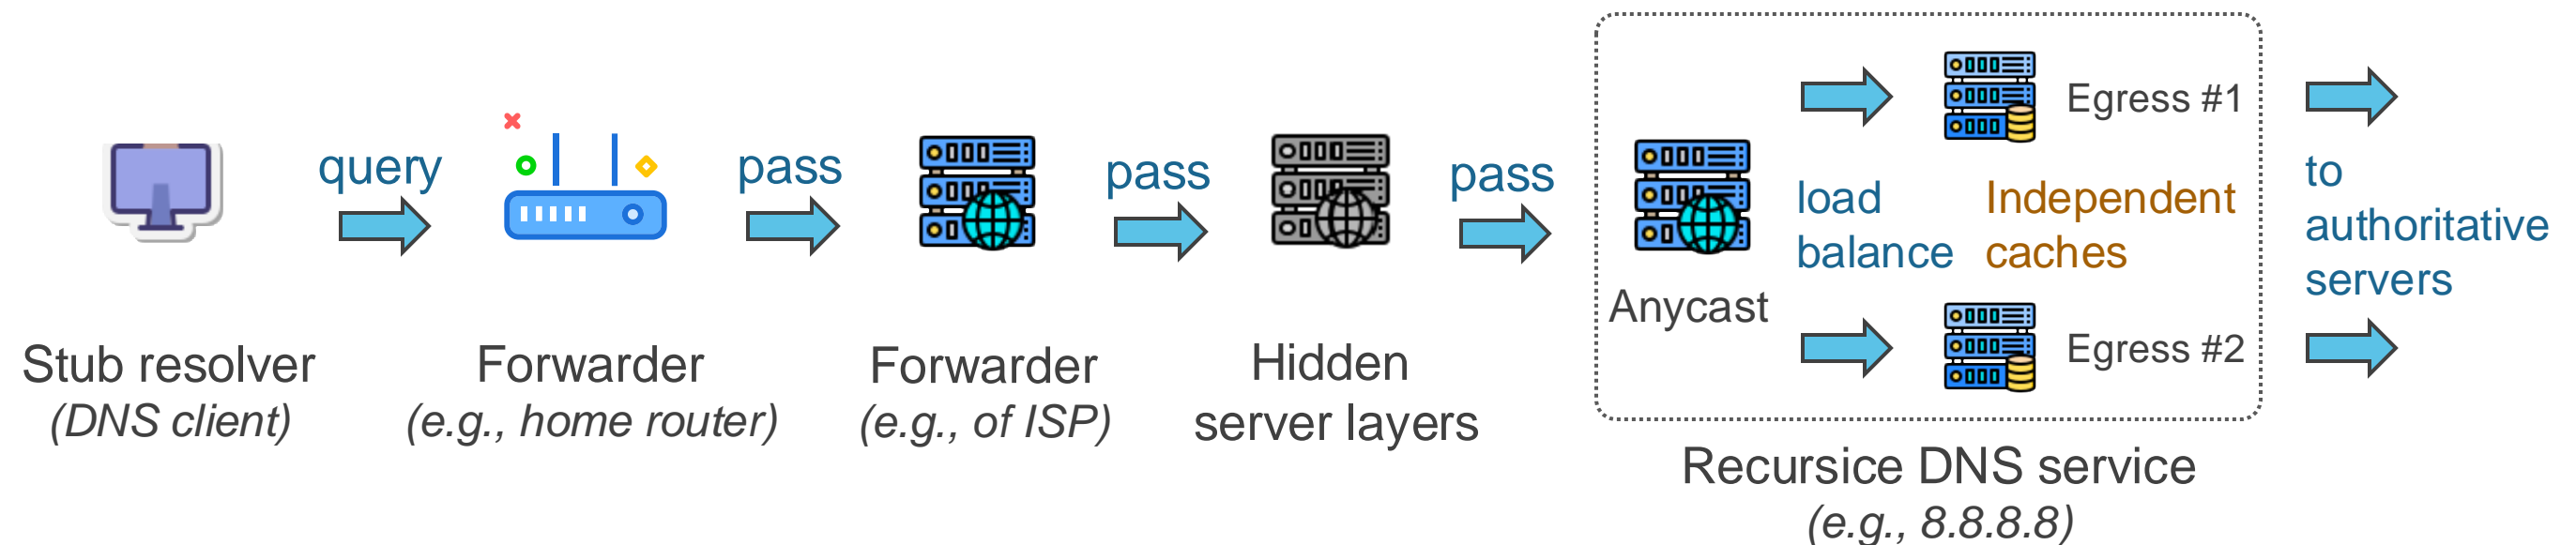 query
pass
pass
pass
Stub resolver
(DNS client)
Forwarder
(e.g., home router)
Forwarder
(e.g., of ISP)
Hidden
server layers
Anycast
load
balance
Egress #1
Independent
caches
Egress #2
Recursice DNS service
(e.g., 8.8.8.8)
to
authoritative
servers